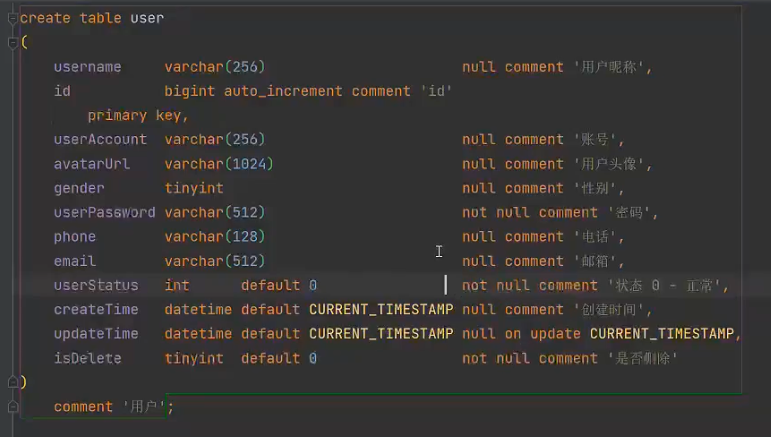 create table user
(
username varchar(256) null comment '用户昵称',
id bigint auto_increment comment 'id'
primary key,
userAccount varchar(256) null comment '账号',
avatarUrl varchar(1024) null comment '用户头像',
gender tinyint null comment '性别',
userPassword varchar(512) not null comment '密码',
phone varchar(128) null comment '电话',
email varchar(512) null comment '邮箱',
userStatus int default 0 not null comment '状态 0 - 正常',
createTime datetime default CURRENT_TIMESTAMP null comment '创建时间',
updateTime datetime default CURRENT_TIMESTAMP null on update CURRENT_TIMESTAMP,
isDelete tinyint default 0 not null comment '是否删除'
)
comment '用户';